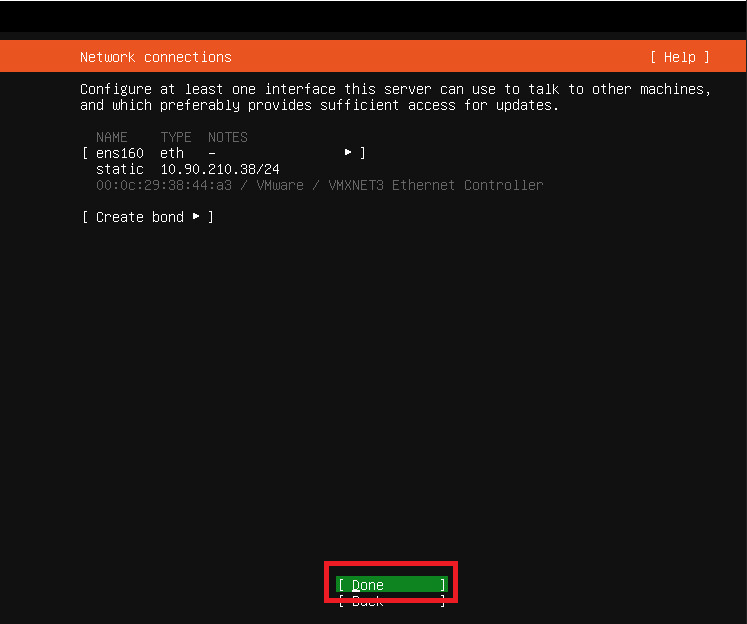 Network connections [ Help ]
Configure at least one interface this server can use to talk to other machines,
and which preferably provides sufficient access for updates.
NAME TYPE NOTES
[ ens160 eth - ▸ ]
static 10.90.210.38/24
00:0c:29:38:44:a3 / VMware / VMXNET3 Ethernet Controller
[ Create bond ▸ ]
[ Done ]
[ Back ]